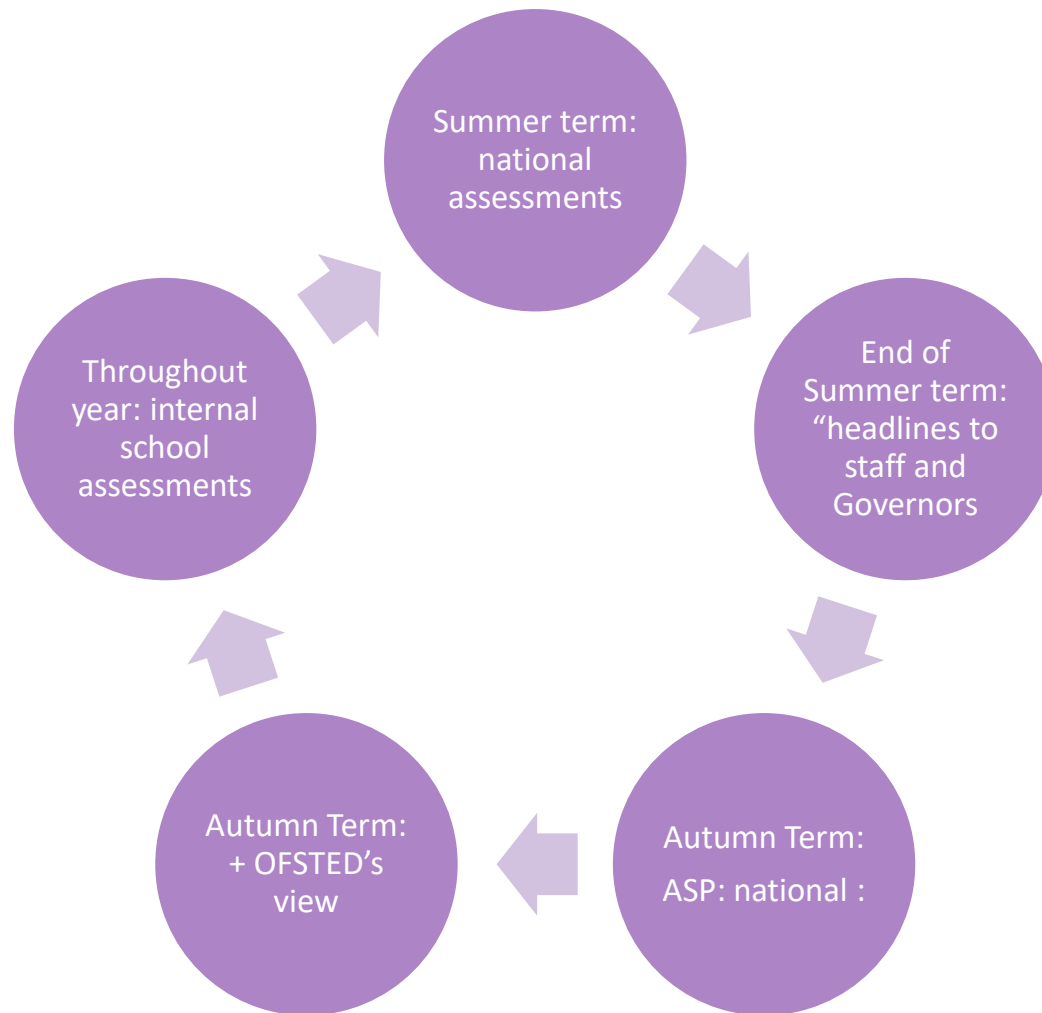 Summer term:
national
assessments
End of
Summer term:
“headlines to
staff and
Governors
Autumn Term:
ASP: national :
Autumn Term:
+ OFSTED’s
view
Throughout
year: internal
school
assessments